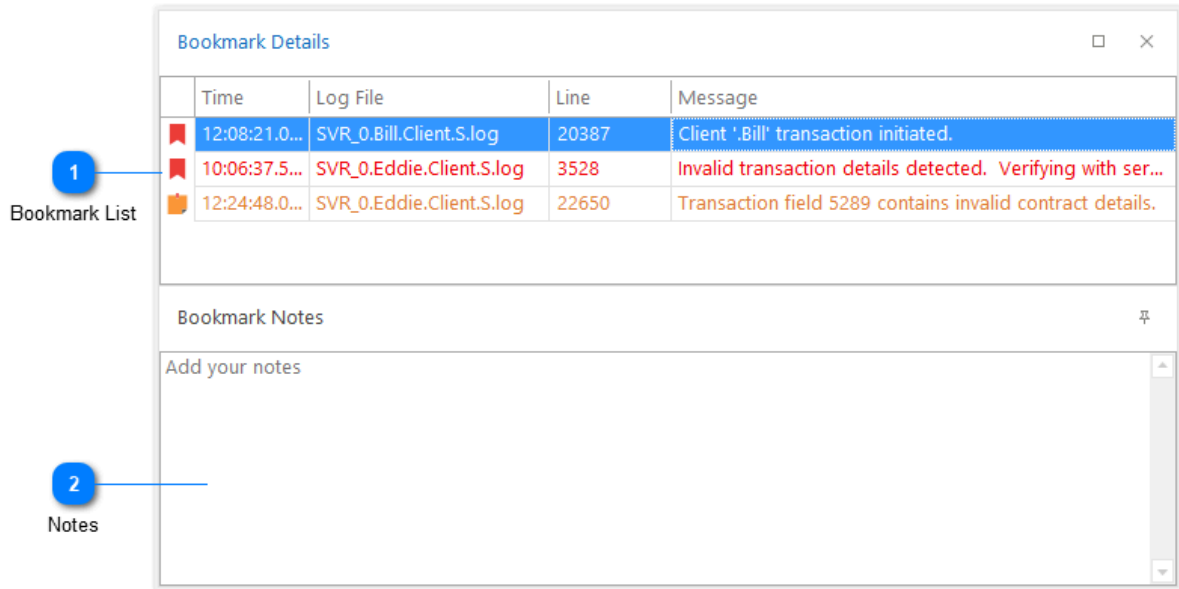 Bookmark Details
Time Log File Line Message
12:08:21.0... SVR_0.Bill.Client.S.log 20387 Client '.Bill' transaction initiated.
1
10:06:37.5... SVR_0.Eddie.Client.S.log 3528 Invalid transaction details detected.  Verifying with ser...
Bookmark List
12:24:48.0... SVR_0.Eddie.Client.S.log 22650 Transaction field 5289 contains invalid contract details.
Bookmark Notes
Add your notes
2
Notes